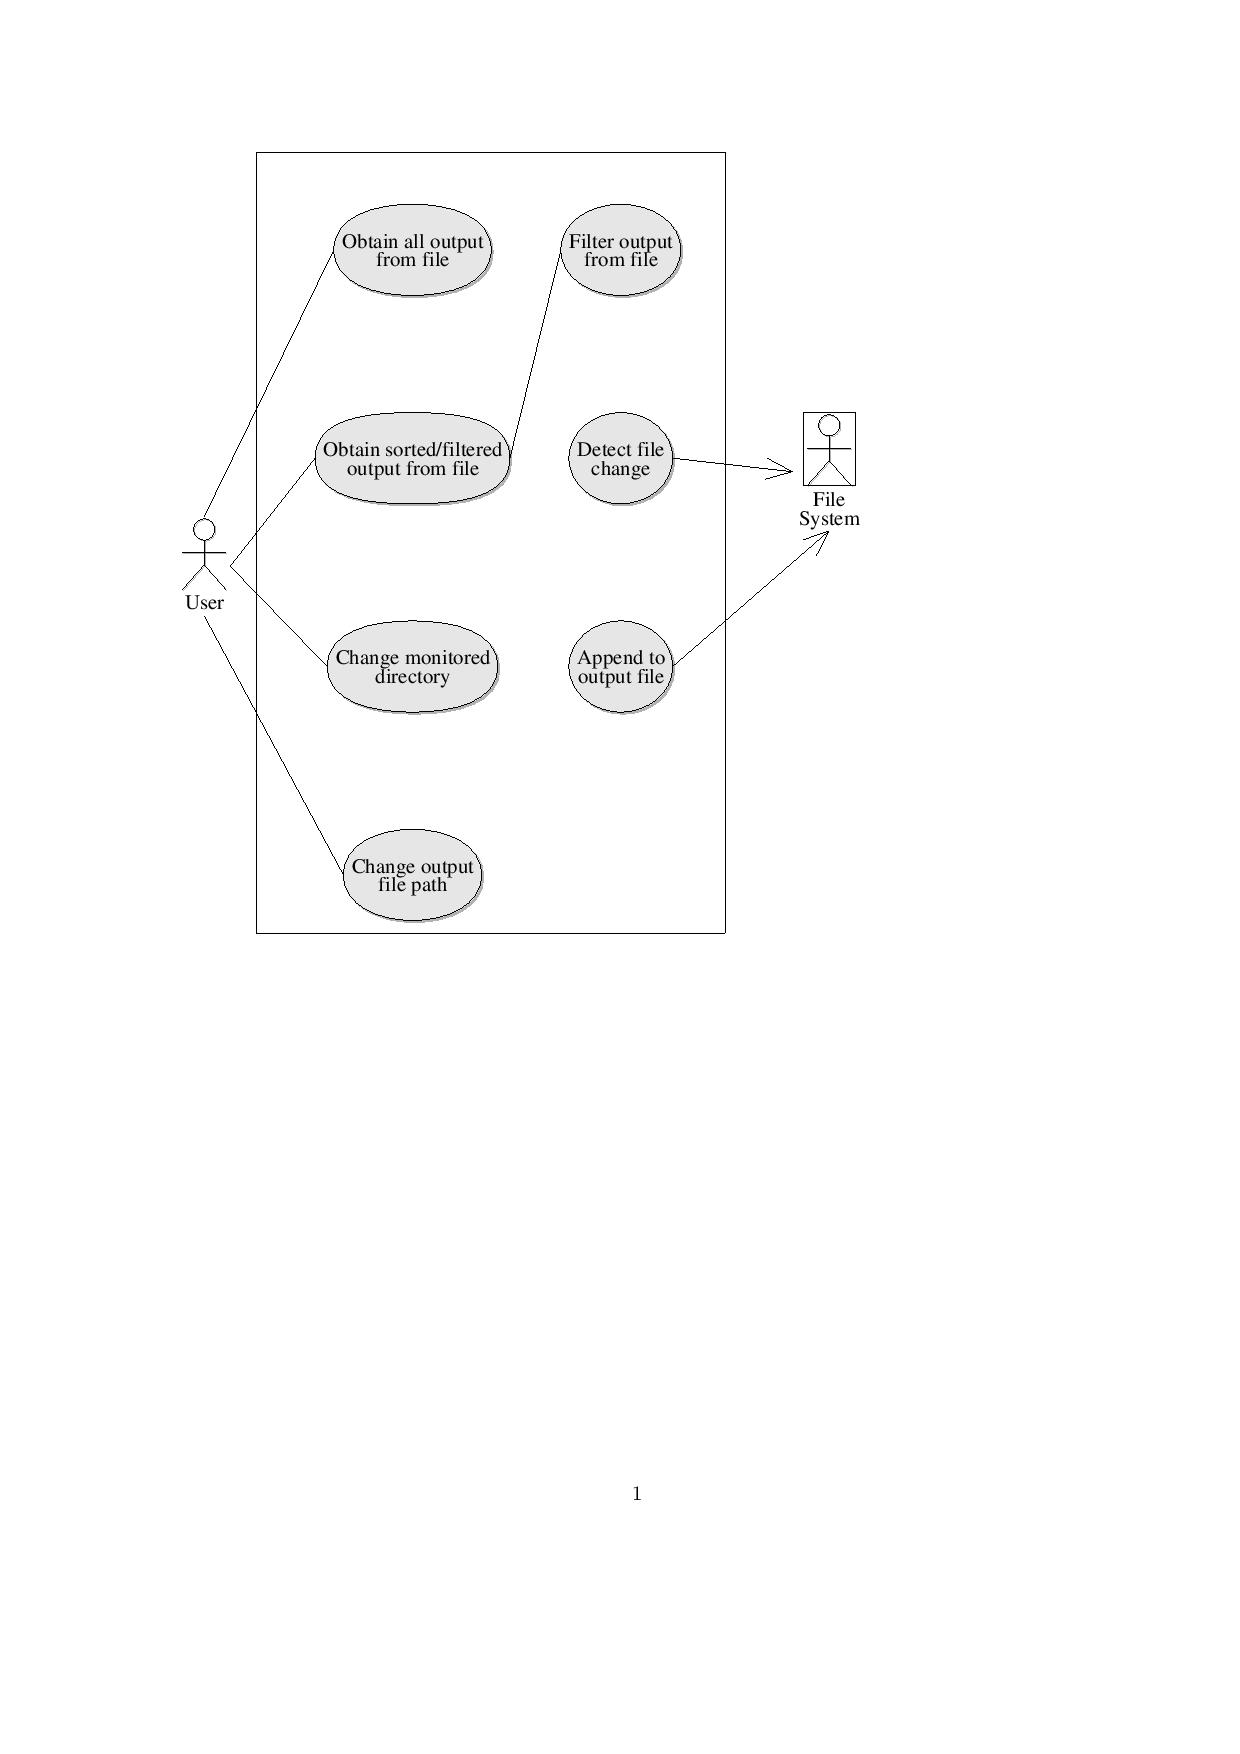 Obtain all output
from file
Filter output
from file
Obtain sorted/filtered
output from file
Detect file
change
File
System
User
Change monitored
directory
Append to
output file
Change output
file path
1